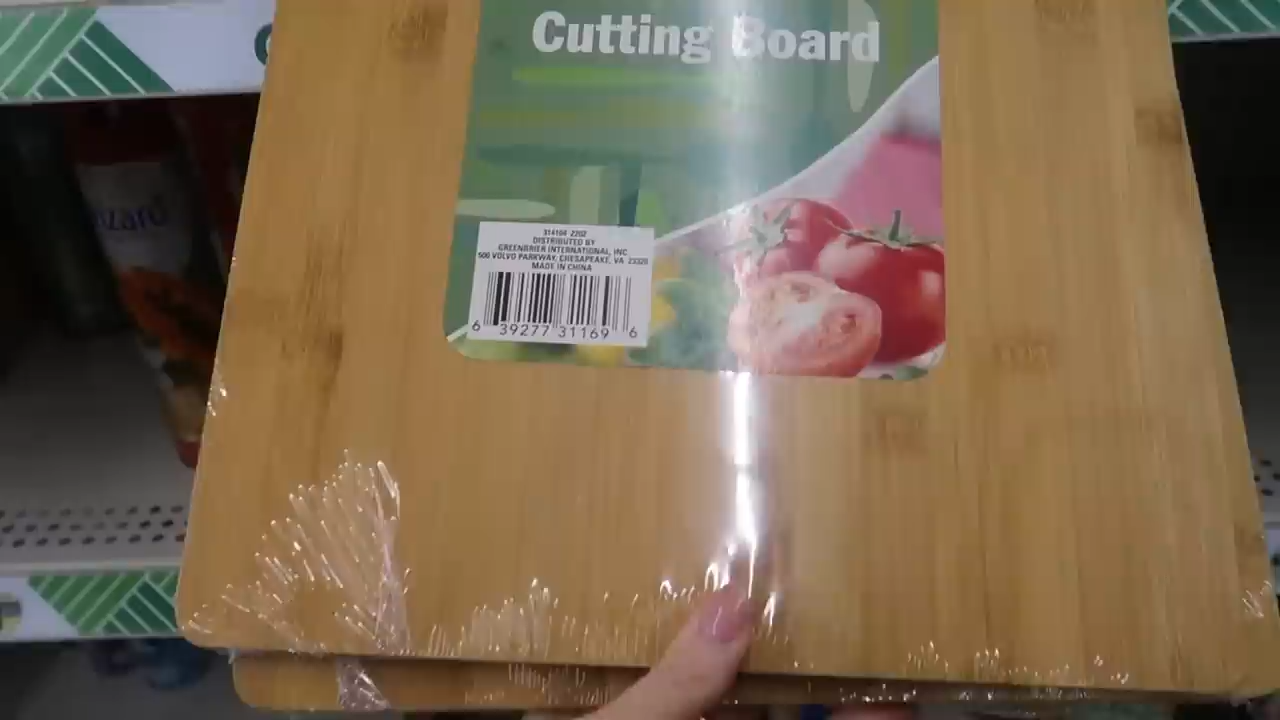 Cutting Board
314104 2202
DISTRIBUTED BY
GREENBRIER INTERNATIONAL, INC
500 VOLVO PARKWAY, CHESAPEAKE, VA 23320
MADE IN CHINA
6 39277 31169 6